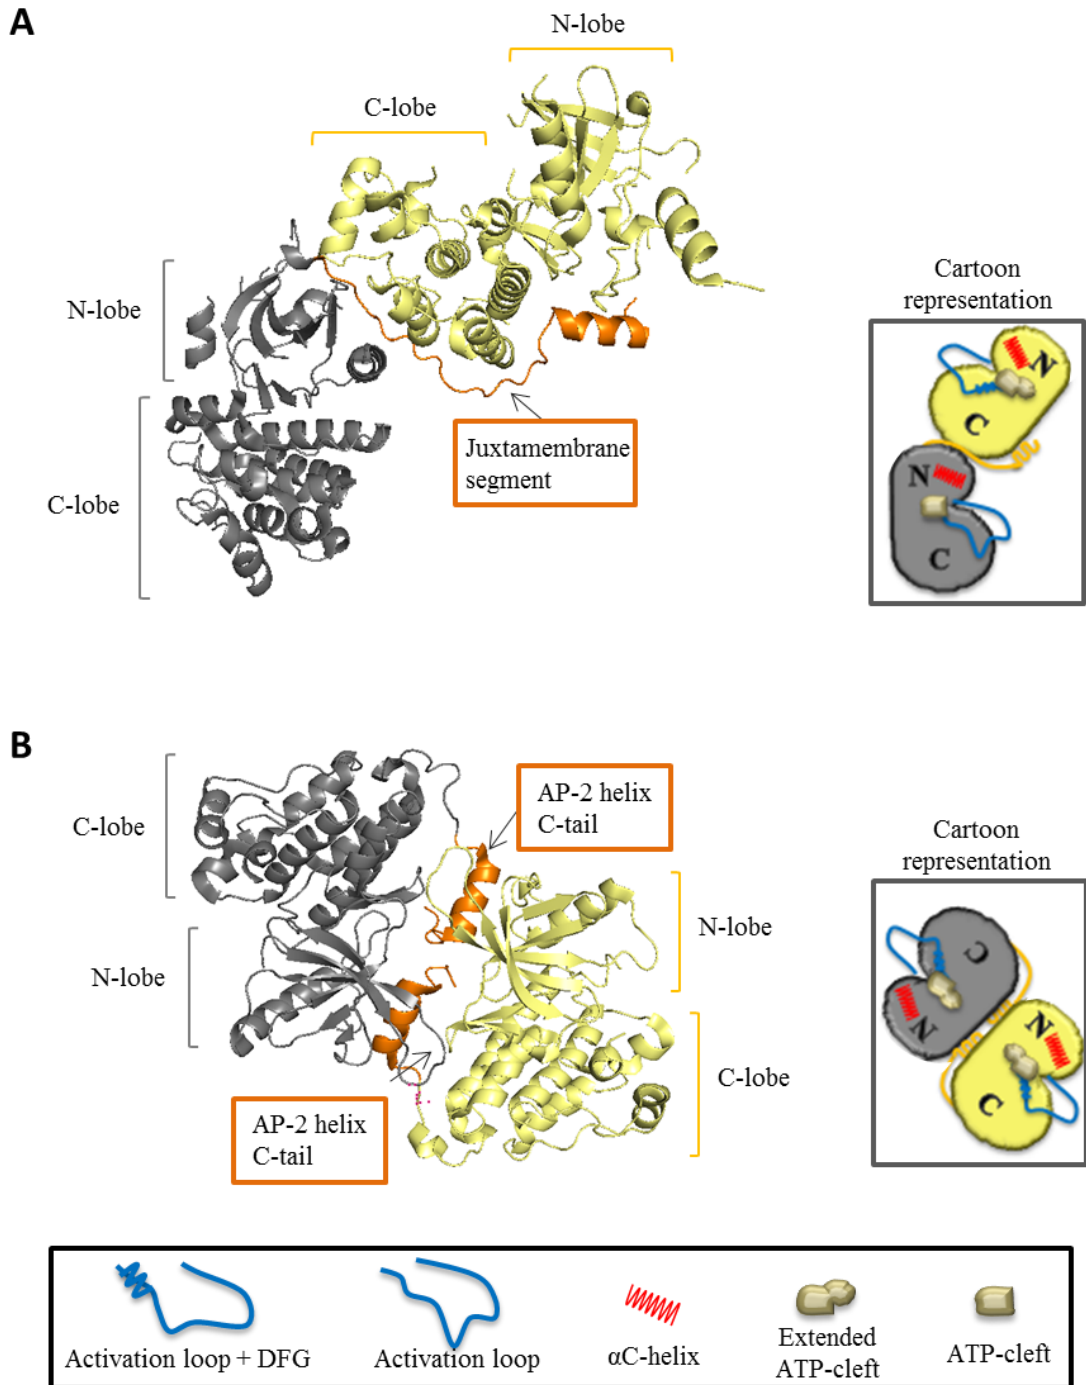 A
N-lobe
C-lobe
N-lobe
C-lobe
Juxtamembrane
segment
Cartoon
representation
N
C
N
C
B
C-lobe
N-lobe
AP-2 helix
C-tail
N-lobe
C-lobe
AP-2 helix
C-tail
Cartoon
representation
C
N
N
C
Activation loop + DFG
Activation loop
αC-helix
Extended
ATP-cleft
ATP-cleft